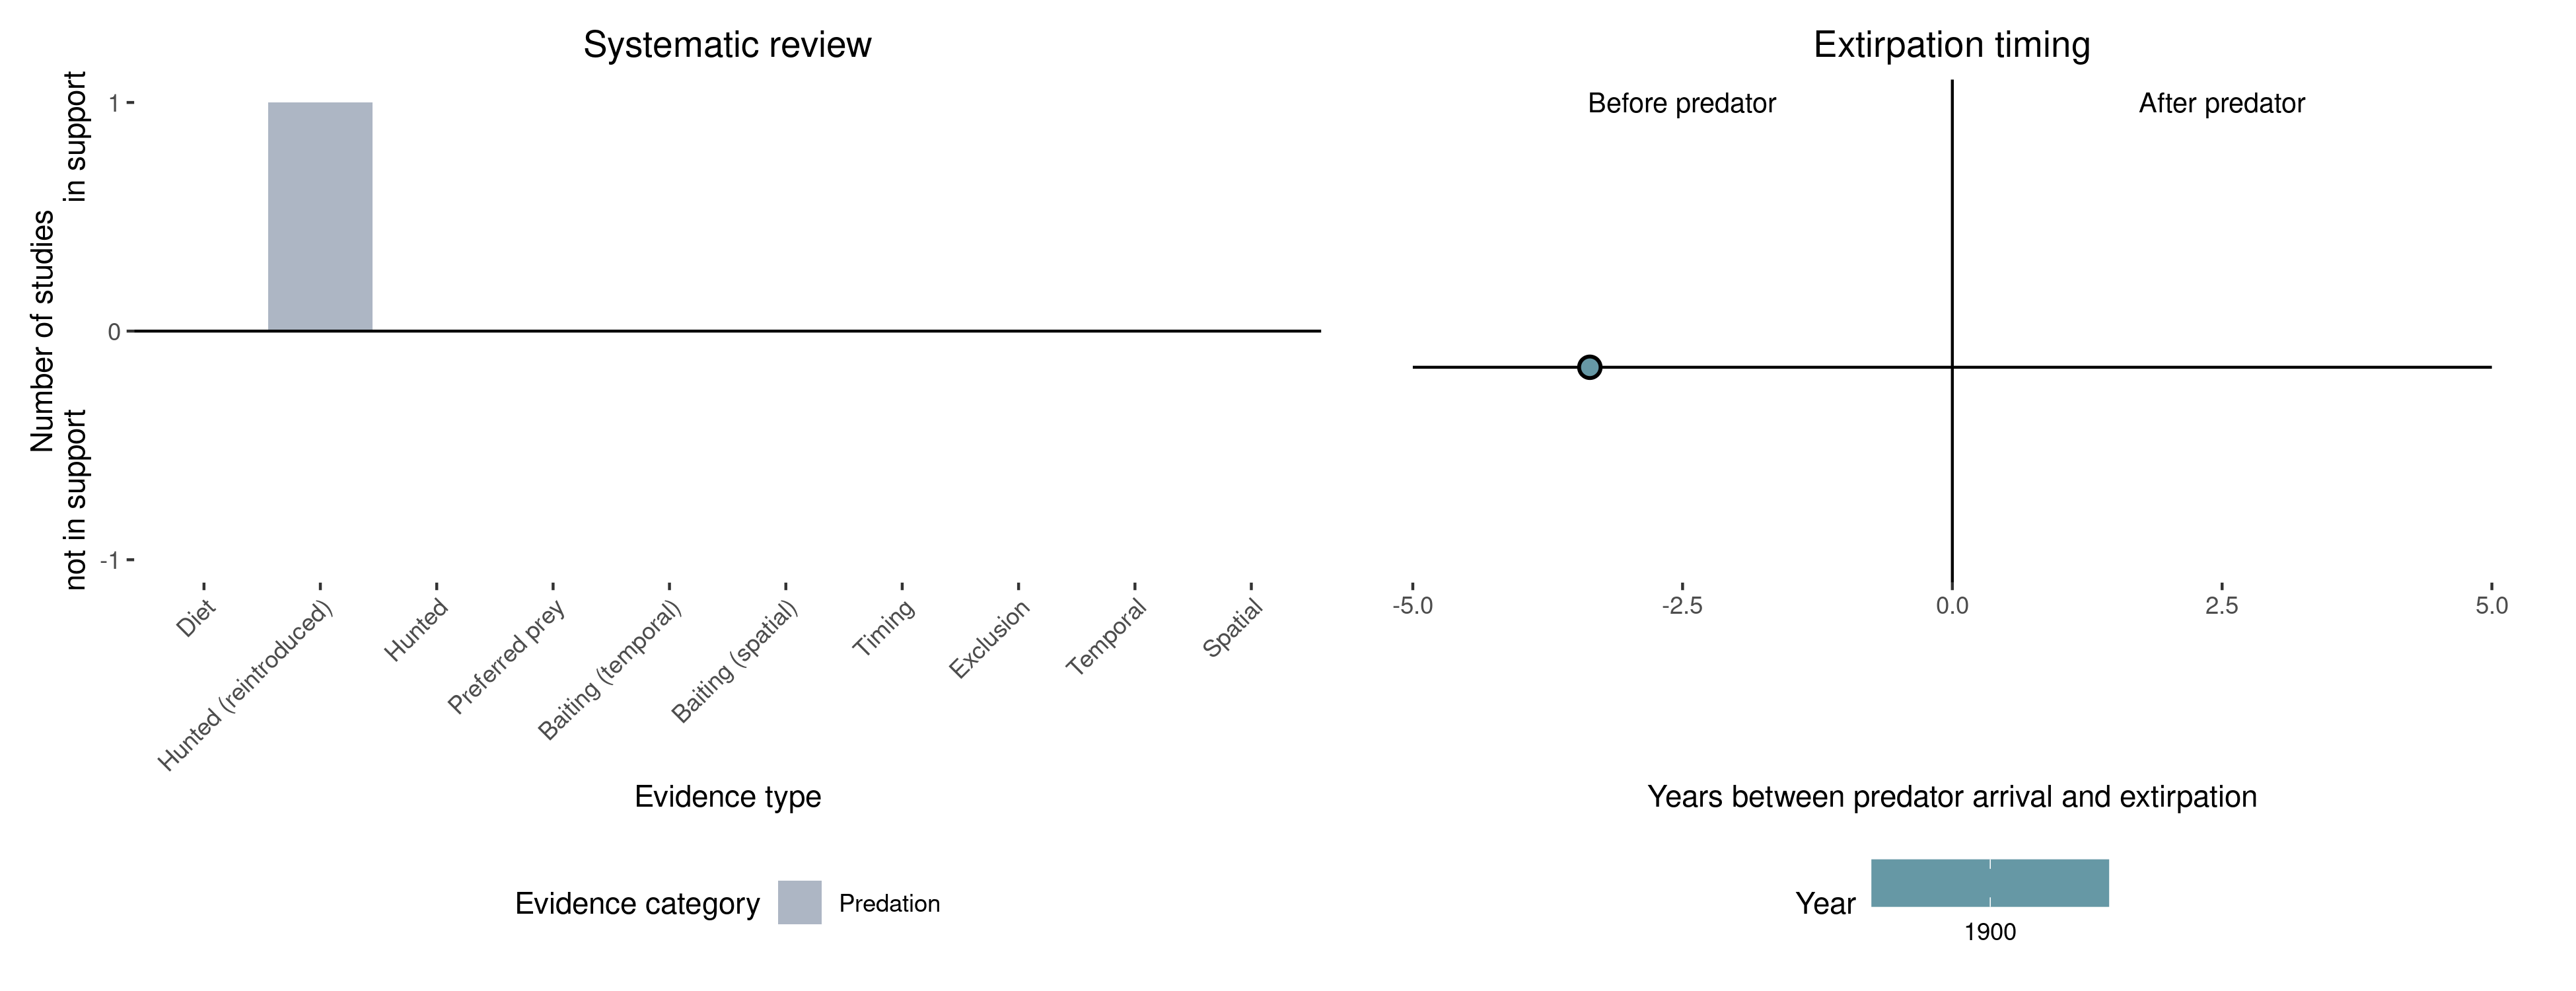 Systematic review
Number of studies
in support
not in support
1
0
-1
Diet
Hunted (reintroduced)
Hunted
Preferred prey
Baiting (temporal)
Baiting (spatial)
Timing
Exclusion
Temporal
Spatial
Evidence type
Evidence category
Predation
Extirpation timing
Before predator
After predator
-5.0
-2.5
0.0
2.5
5.0
Years between predator arrival and extirpation
Year
1900